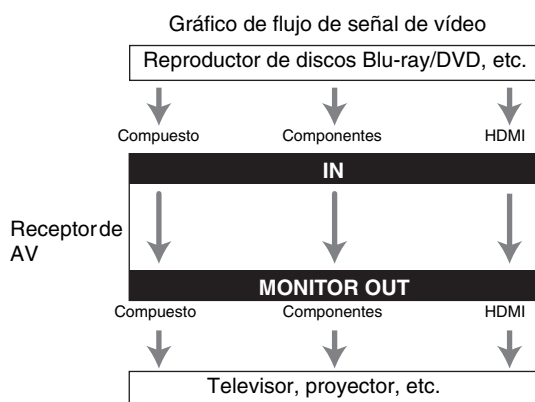 Gráfico de flujo de señal de vídeo
Reproductor de discos Blu-ray/DVD, etc.
Compuesto Componentes HDMI
IN
Receptor de
AV
MONITOR OUT
Compuesto Componentes HDMI
Televisor, proyector, etc.